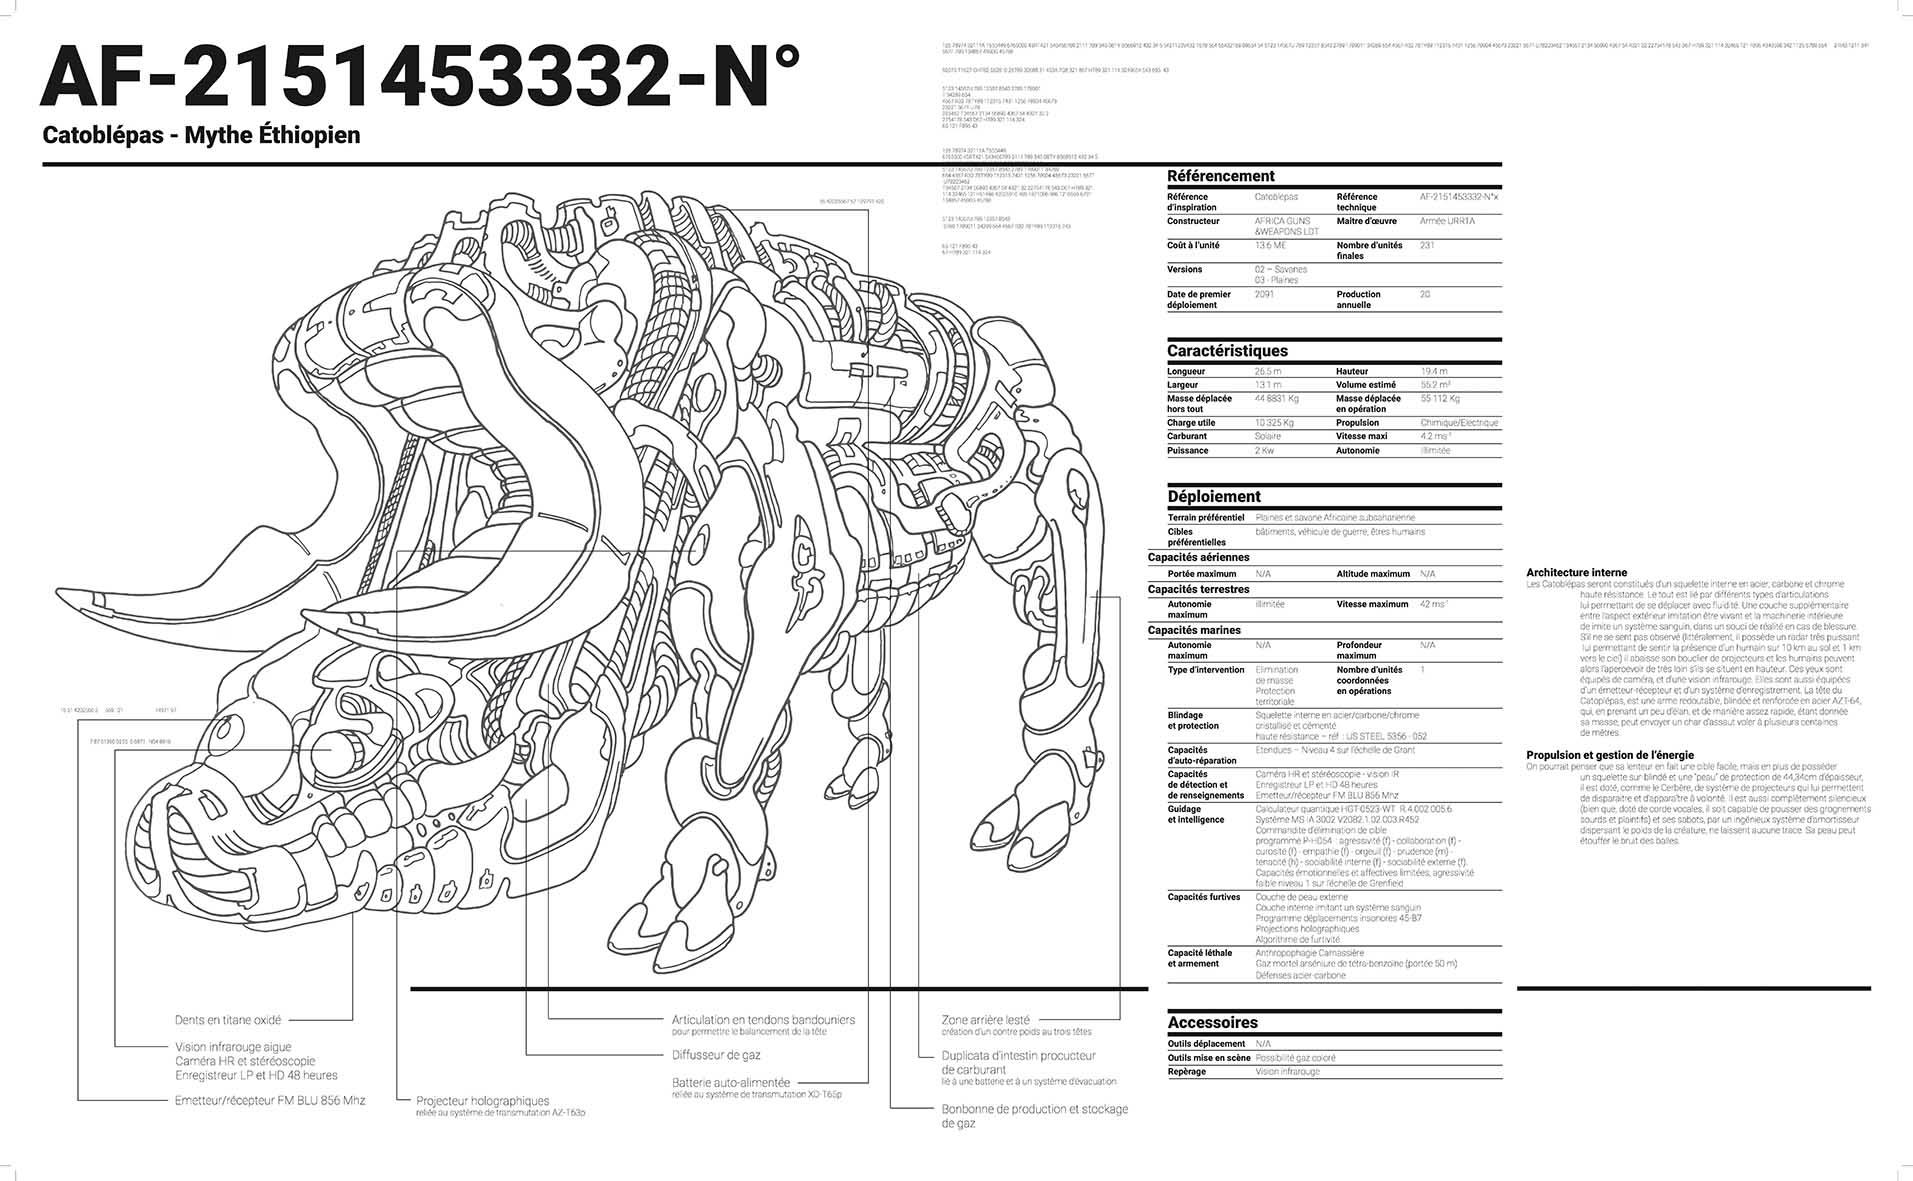 AF-2151453332-N°
Catoblépas - Mythe Éthiopien
Référencement
Référence d'inspiration Catoblépas Référence technique AF-2151453332-N°x
Constructeur AFRICA GUNS &WEAPONS LDT Maitre d'œuvre Armée URR1A
Coût à l'unité 13.6 M€ Nombre d'unités finales 231
Versions 02 – Savanes
03 - Plaines
Date de premier déploiement 2091 Production annuelle 20
Caractéristiques
Longueur 26.5 m Hauteur 19.4 m
Largeur 13.1 m Volume estimé 55.2 m³
Masse déplacée hors tout 44 8831 Kg Masse déplacée en opération 55 112 Kg
Charge utile 10 325 Kg Propulsion Chimique/Electrique
Carburant Solaire Vitesse maxi 4.2 ms⁻¹
Puissance 2 Kw Autonomie Illimitée
Déploiement
Terrain préférentiel Plaines et savane Africaine subsaharienne
Cibles préférentielles bâtiments, véhicule de guerre, êtres humains
Capacités aériennes
Portée maximum N/A Altitude maximum N/A
Capacités terrestres
Autonomie maximum illimitée Vitesse maximum 42 ms⁻¹
Capacités marines
Autonomie maximum N/A Profondeur maximum N/A
Type d'intervention Elimination de masse Protection territoriale Nombre d'unités coordonnées en opérations 1
Blindage et protection Squelette interne en acier/carbone/chrome
cristallisé et cémenté
haute résistance – réf : US STEEL 5356 - 052
Capacités d'auto-réparation Etendues – Niveau 4 sur l'échelle de Grant
Capacités de détection et de renseignements Caméra HR et stéréoscopie - vision IR
Enregistreur LP et HD 48 heures
Emetteur/récepteur FM BLU 856 Mhz
Guidage et intelligence Calculateur quantique HGT-0523-WT R.4.002 005.6
Système MS IA 3002 V2082.1.02.003.R452
Commandite d'élimination de cible
programme P-HD54 : agressivité (f) - collaboration (f) -
curosité (f) - empathie (f) - orgeuil (f) - prudence (m) -
tenacité (h) - sociabilité interne (f) - sociabilité externe (f).
Capacités émotionnelles et affectives limitées, agressivité
faible niveau 1 sur l'échelle de Grenfield
Capacités furtives Couche de peau externe
Couche interne imitant un système sanguin
Programme déplacements insonores 45-B7
Projections holographiques
Algorithme de furtivité
Capacité léthale et armement Anthropophagie Carnassière
Gaz mortel arséniure de tétra-benzoïne (portée 50 m)
Défenses acier-carbone
Accessoires
Outils déplacement N/A
Outils mise en scène Possibilité gaz coloré
Repèrage Vision infrarouge
Architecture interne
Les Catoblépas seront constitués d'un squelette interne en acier, carbone et chrome
haute résistance. Le tout est lié par différents types d'articulations
lui permettant de se déplacer avec fluidité. Une couche supplémentaire
entre l'aspect extérieur imitation être vivant et la machinerie intérieure
de imite un système sanguin, dans un souci de réalité en cas de blessure.
S'il ne se sent pas observé (littéralement, il possède un radar très puissant
lui permettant de sentir la présence d'un humain sur 10 km au sol et 1 km
vers le ciel) il abaisse son bouclier de projecteurs et les humains peuvent
alors l'apercevoir de très loin s'ils se situent en hauteur. Ces yeux sont
équipés de caméra, et d'une vision infrarouge. Elles sont aussi équipées
d'un émetteur-récepteur et d'un système d'enregistrement. La tête du
Catoplépas, est une arme redoutable, blindée et renforcée en acier AZT-64,
qui, en prenant un peu d'élan, et de manière assez rapide, étant donnée
sa masse, peut envoyer un char d'assaut voler à plusieurs centaines
de mètres.
Propulsion et gestion de l'énergie
On pourrait penser que sa lenteur en fait une cible facile, mais en plus de posséder
un squelette sur-blindé et une "peau" de protection de 44,34cm d'épaisseur,
il est doté, comme le Cerbère, de système de projecteurs qui lui permettent
de disparaitre et d'apparaître à volonté. Il est aussi complètement silencieux
(bien que, doté de corde vocales, il soit capable de pousser des grognements
sourds et plaintifs) et ses sabots, par un ingénieux système d'amortisseur
dispersant le poids de la créature, ne laissent aucune trace. Sa peau peut
étouffer le bruit des balles.
Dents en titane oxidé
Vision infrarouge aigue
Caméra HR et stéréoscopie
Enregistreur LP et HD 48 heures
Emetteur/récepteur FM BLU 856 Mhz
Projecteur holographiques
reliée au système de transmutation AZ-T63p
Articulation en tendons bandouniers
pour permettre le balancement de la tête
Diffusseur de gaz
Batterie auto-alimentée
reliée au système de transmutation XO-T65p
Zone arrière lesté
création d'un contre poids au trois têtes
Duplicata d'intestin procucteur
de carburant
lié à une batterie et à un système d'évacuation
Bonbonne de production et stockage
de gaz